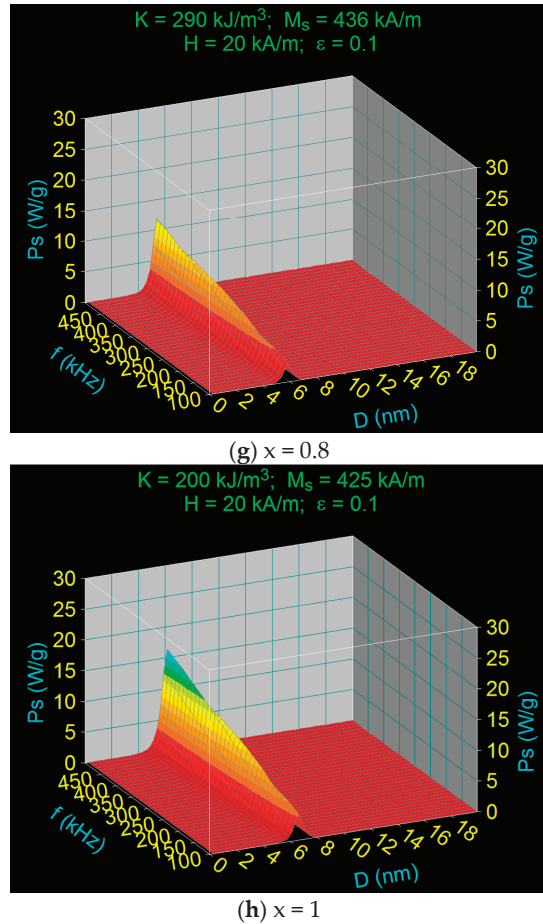 K = 290 kJ/m³; Mₛ = 436 kA/m
H = 20 kA/m; ε = 0.1
30
25
20
15
10
5
0
Ps (W/g)
30
25
20
15
10
5
0
Ps (W/g)
450
400
350
300
250
200
150
100
f (kHz)
0 2 4 6 8 10 12 14 16 18
D (nm)
(g) x = 0.8
K = 200 kJ/m³; Mₛ = 425 kA/m
H = 20 kA/m; ε = 0.1
30
25
20
15
10
5
0
Ps (W/g)
30
25
20
15
10
5
0
Ps (W/g)
450
400
350
300
250
200
150
100
f (kHz)
0 2 4 6 8 10 12 14 16 18
D (nm)
(h) x = 1